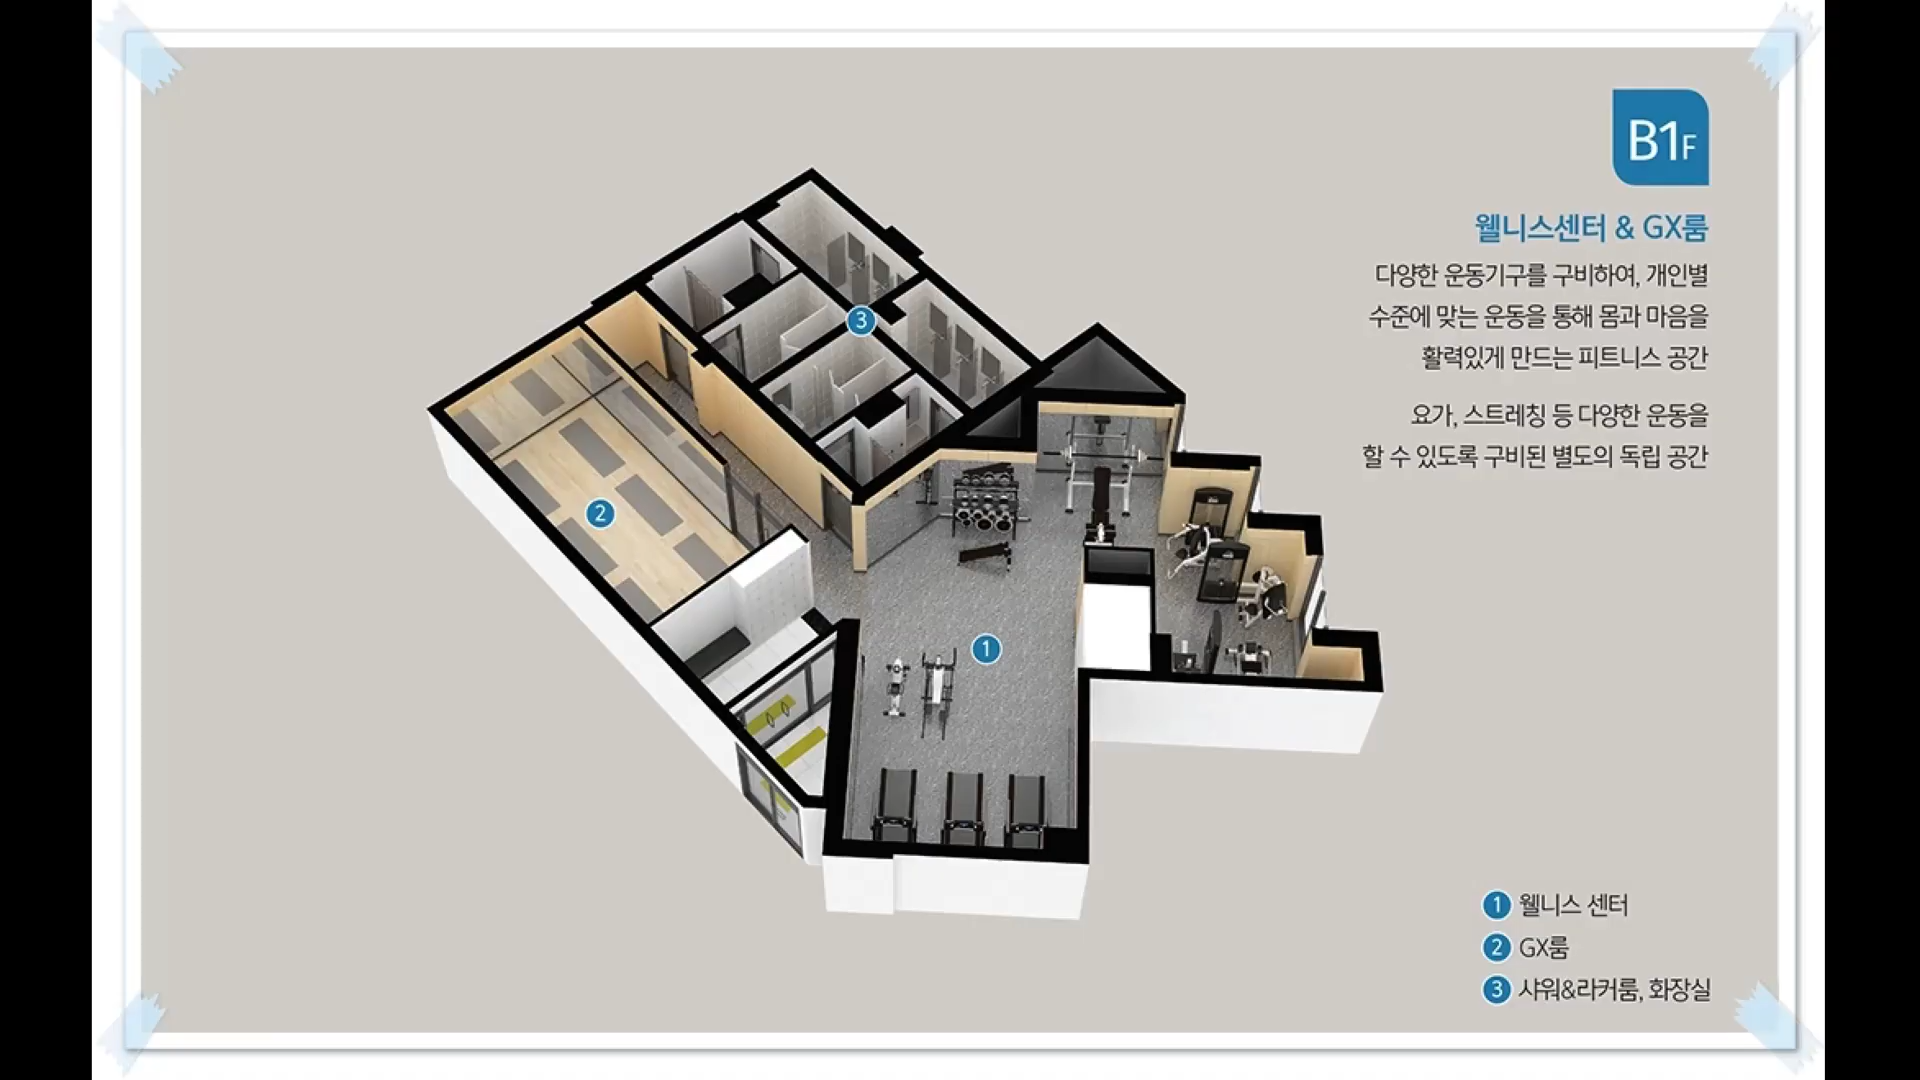 B1F
웰니스센터 & GX룸
다양한 운동기구를 구비하여, 개인별
수준에 맞는 운동을 통해 몸과 마음을
활력있게 만드는 피트니스 공간
요가, 스트레칭 등 다양한 운동을
할 수 있도록 구비된 별도의 독립 공간
3
2
1
1 웰니스 센터
2 GX룸
3 샤워&라커룸, 화장실